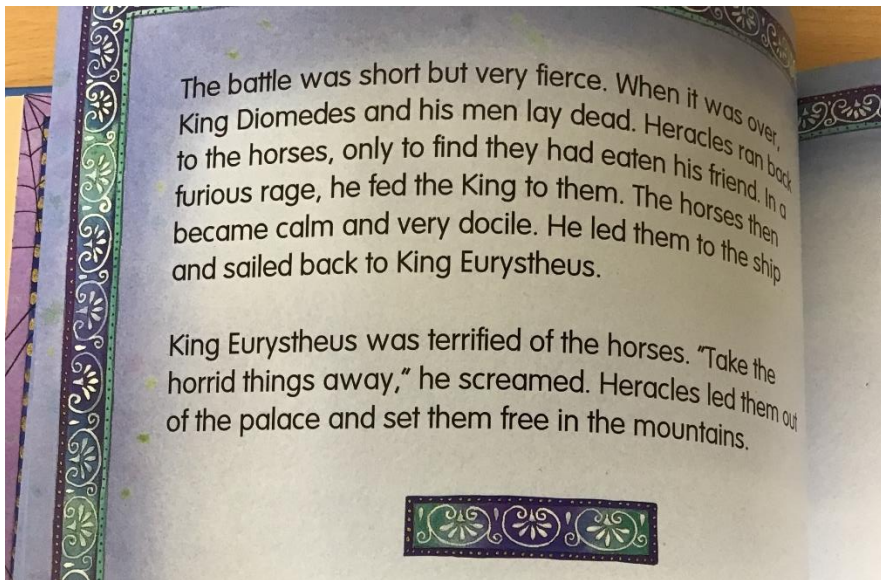 The battle was short but very fierce. When it was over,
King Diomedes and his men lay dead. Heracles ran back
to the horses, only to find they had eaten his friend. In a
furious rage, he fed the King to them. The horses then
became calm and very docile. He led them to the ship
and sailed back to King Eurystheus.
King Eurystheus was terrified of the horses. “Take the
horrid things away,” he screamed. Heracles led them out
of the palace and set them free in the mountains.